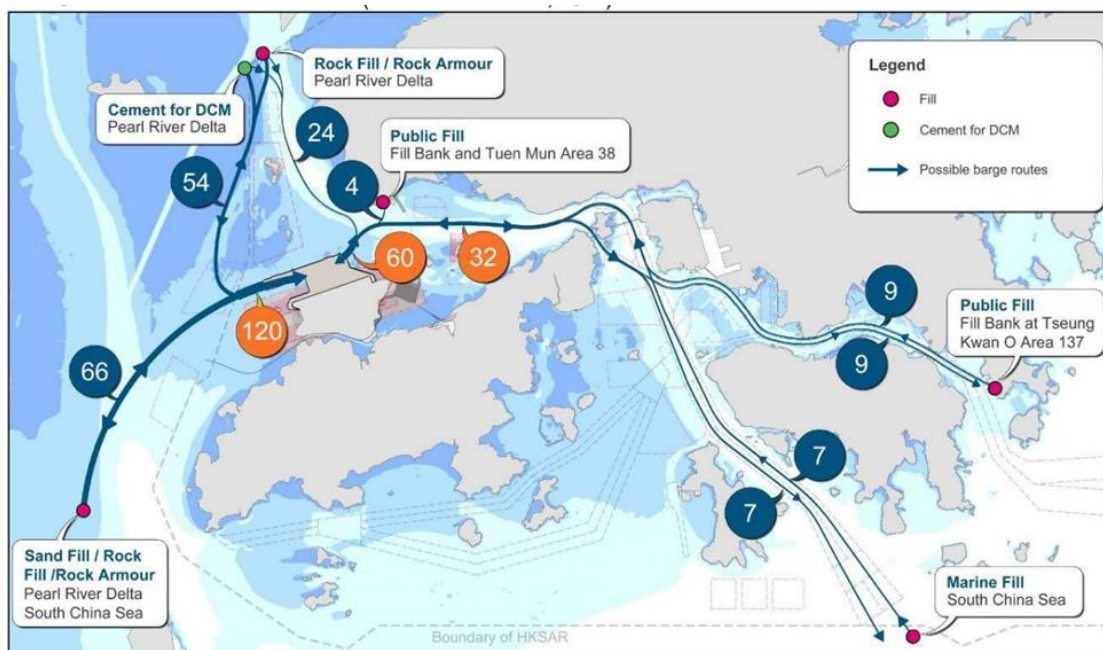 Rock Fill / Rock Armour
Pearl River Delta
Cement for DCM
Pearl River Delta
Public Fill
Fill Bank and Tuen Mun Area 38
Legend
Fill
Cement for DCM
Possible barge routes
24
54
4
60
32
120
66
9
9
Public Fill
Fill Bank at Tseung
Kwan O Area 137
7
7
Sand Fill / Rock
Fill /Rock Armour
Pearl River Delta
South China Sea
Marine Fill
South China Sea
Boundary of HKSAR